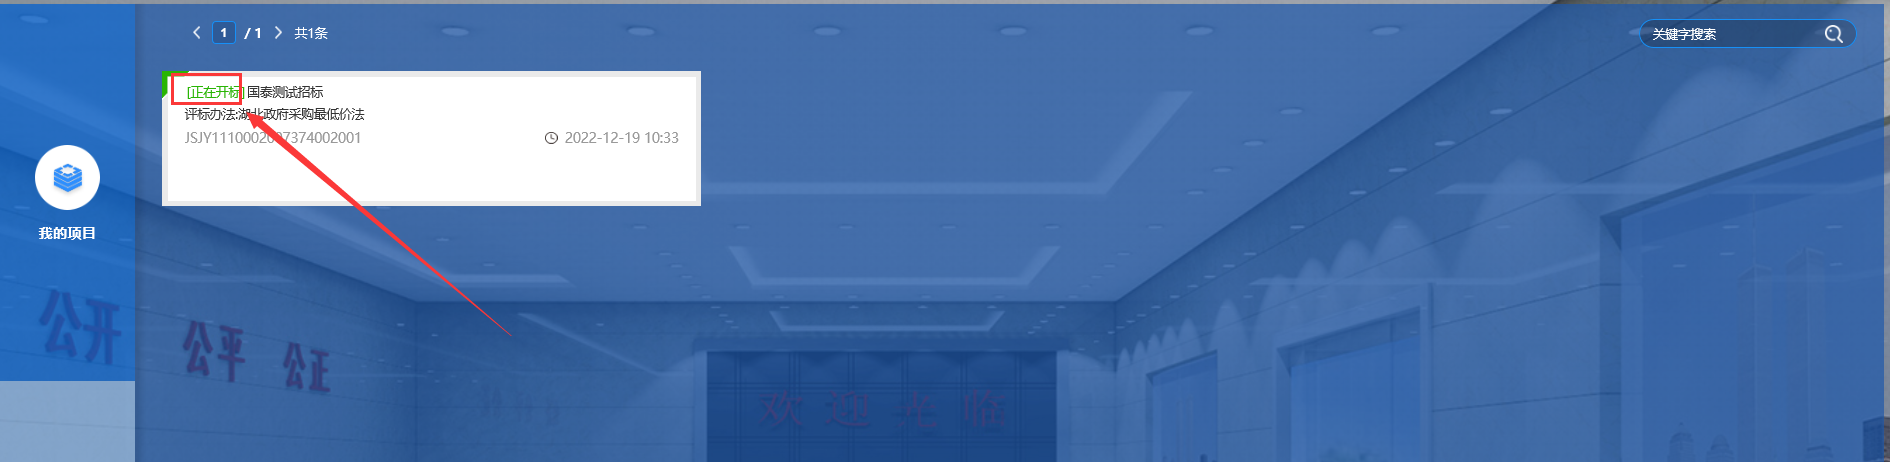 1 / 1 共1条
关键字搜索
[正在开标] 国泰测试招标
评标办法:湖北政府采购最低价法
2022-12-19 10:33
我的项目
公开
公平 公正
欢迎光临